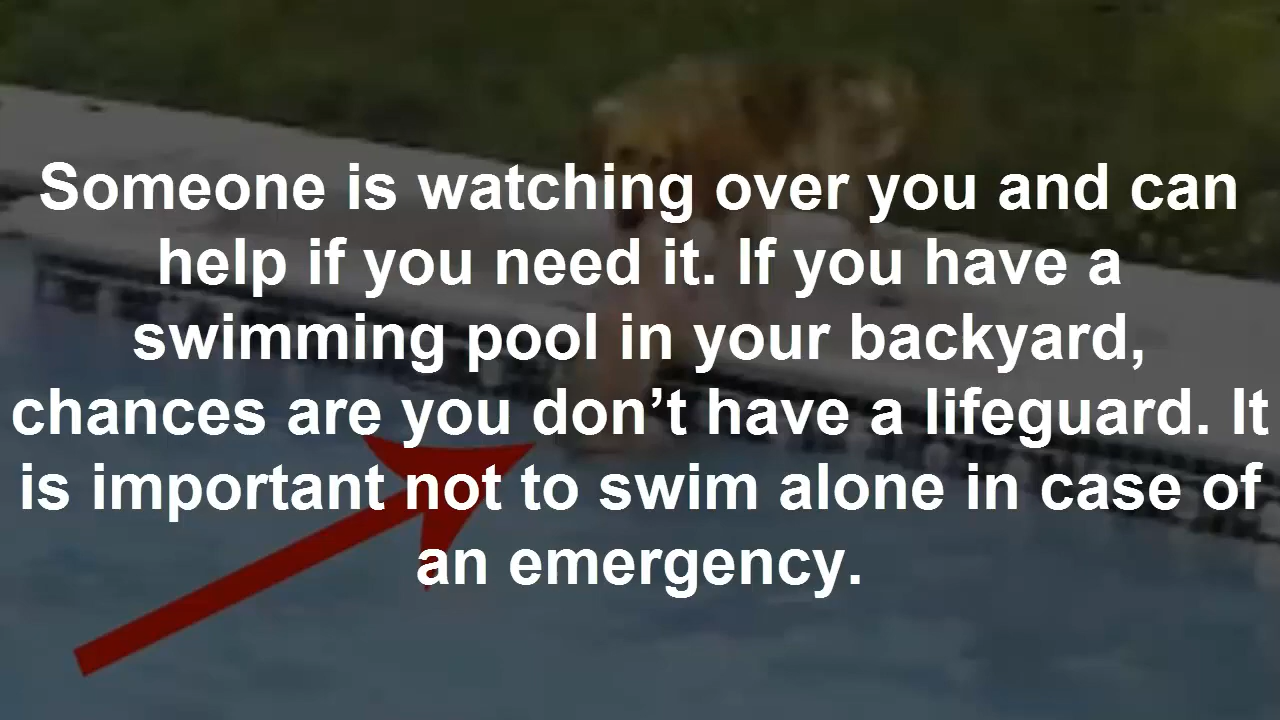 Someone is watching over you and can
help if you need it. If you have a
swimming pool in your backyard,
chances are you don’t have a lifeguard. It
is important not to swim alone in case of
an emergency.